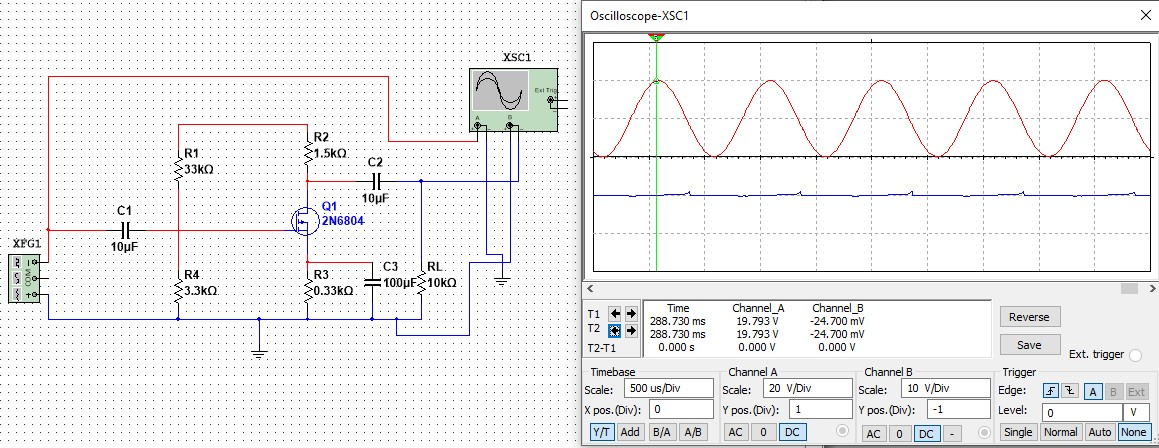 XSC1
Ext Trig
A B
R1
33kΩ
R2
1.5kΩ
C2
10µF
Q1
2N6804
C1
10µF
XFG1
COM
R4
3.3kΩ
R3
0.33kΩ
C3
100µF
RL
10kΩ
Oscilloscope-XSC1
Time Channel_A Channel_B
T1 288.730 ms 19.793 V -24.700 mV
T2 288.730 ms 19.793 V -24.700 mV
T2-T1 0.000 s 0.000 V 0.000 V
Reverse
Save
Ext. trigger
Timebase
Scale: 500 us/Div
X pos.(Div): 0
Y/T Add B/A A/B
Channel A
Scale: 20 V/Div
Y pos.(Div): 1
AC 0 DC
Channel B
Scale: 10 V/Div
Y pos.(Div): -1
AC 0 DC -
Trigger
Edge: A B Ext
Level: 0 V
Single Normal Auto None